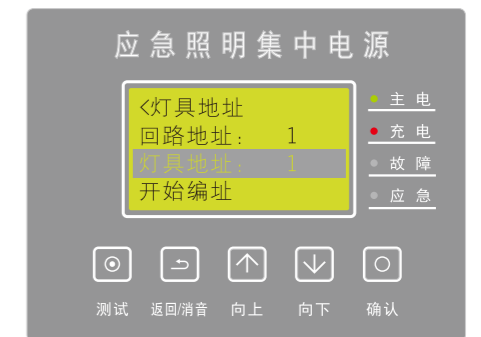 应急照明集中电源
<灯具地址
回路地址: 1
灯具地址: 1
开始编址
主电
充电
故障
应急
测试 返回/消音 向上 向下 确认